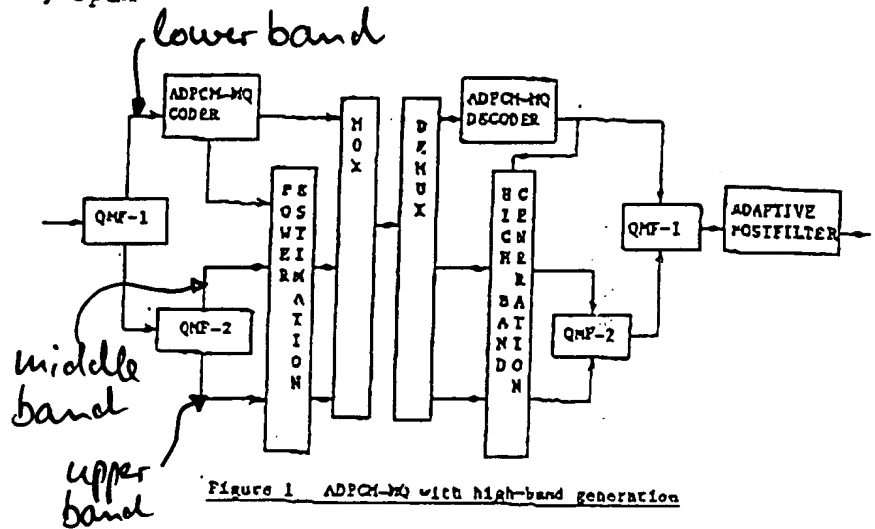 lower band
ADPCM-MQ
CODER
MUX
DEMUX
ADPCM-MQ
DECODER
POWER
ESTIMATION
HIGH BAND
GENERATION
QMF-1
QMF-1
ADAPTIVE
POSTFILTER
QMF-2
QMF-2
middle
band
upper
band
Figure 1 ADPCM-MQ with high-band generation